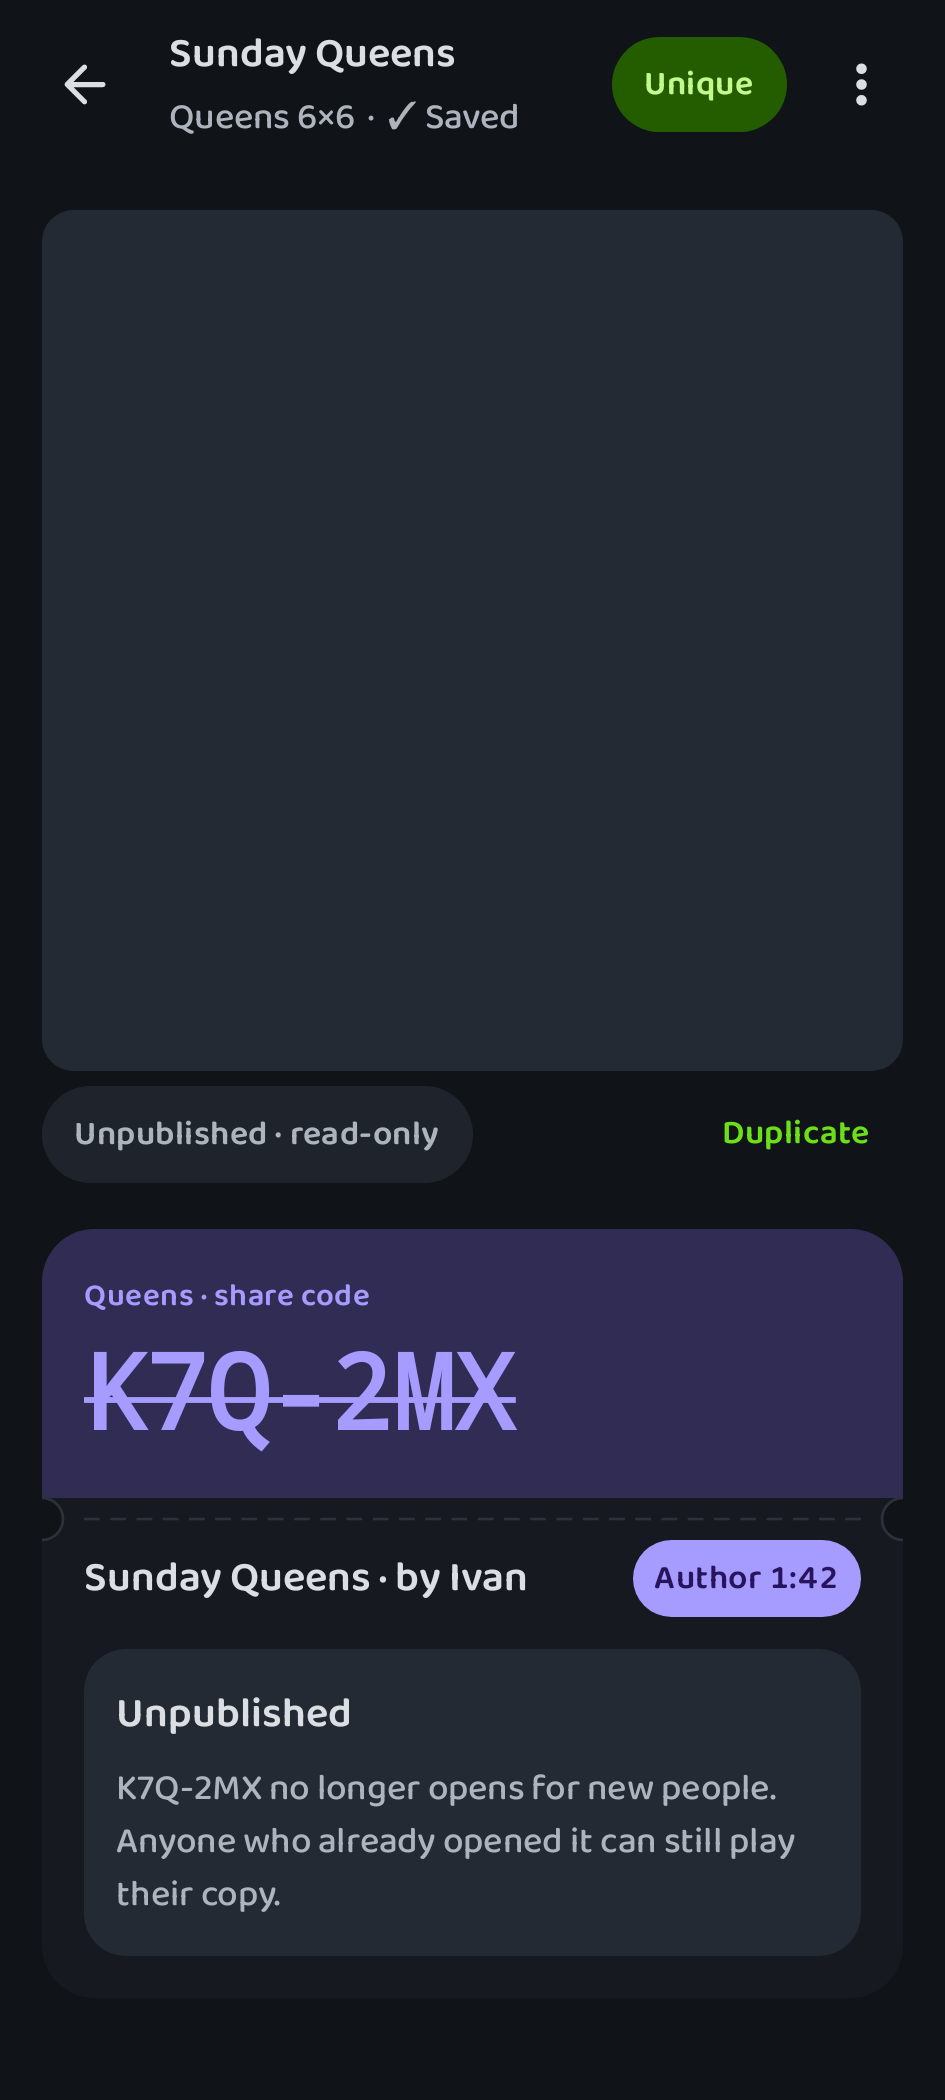 Sunday Queens
Unique
Queens 6×6 · ✓ Saved
Unpublished · read-only
Duplicate
Queens · share code
K7Q-2MX
Sunday Queens · by Ivan
Author 1:42
Unpublished
K7Q-2MX no longer opens for new people.
Anyone who already opened it can still play
their copy.